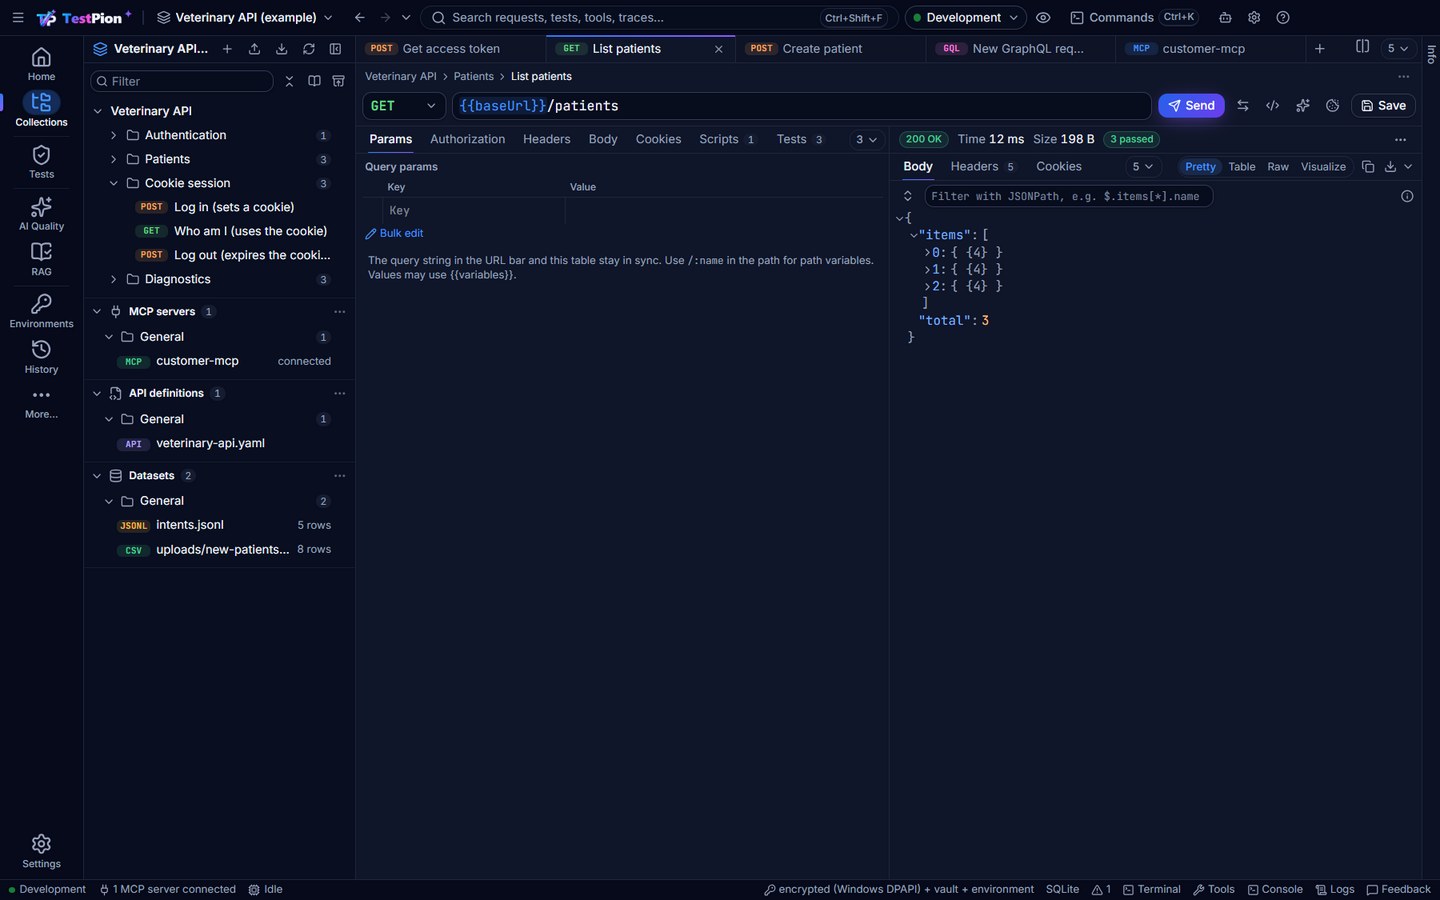 TestPion
Veterinary API (example)
Search requests, tests, tools, traces...
Ctrl+Shift+F
Development
Commands
Ctrl+K
Home
Collections
Tests
AI Quality
RAG
Environments
History
More...
Settings
Veterinary API...
Filter
Veterinary API
Authentication 1
Patients 3
Cookie session 3
POST Log in (sets a cookie)
GET Who am I (uses the cookie)
POST Log out (expires the cooki...
Diagnostics 3
MCP servers 1
General 1
MCP customer-mcp connected
API definitions 1
General 1
API veterinary-api.yaml
Datasets 2
General 2
JSONL intents.jsonl 5 rows
CSV uploads/new-patients... 8 rows
POST Get access token
GET List patients
POST Create patient
GQL New GraphQL req...
MCP customer-mcp
5
Info
Veterinary API > Patients > List patients
GET
{{baseUrl}}/patients
Send
Save
Params Authorization Headers Body Cookies Scripts 1 Tests 3 3
Query params
Key Value
Key
Bulk edit
The query string in the URL bar and this table stay in sync. Use /:name in the path for path variables.
Values may use {{variables}}.
200 OK Time 12 ms Size 198 B 3 passed
Body Headers 5 Cookies 5 Pretty Table Raw Visualize
Filter with JSONPath, e.g. $.items[*].name
{
"items": [
0: { {4} }
1: { {4} }
2: { {4} }
]
"total": 3
}
Development 1 MCP server connected Idle
encrypted (Windows DPAPI) + vault + environment SQLite 1 Terminal Tools Console Logs Feedback